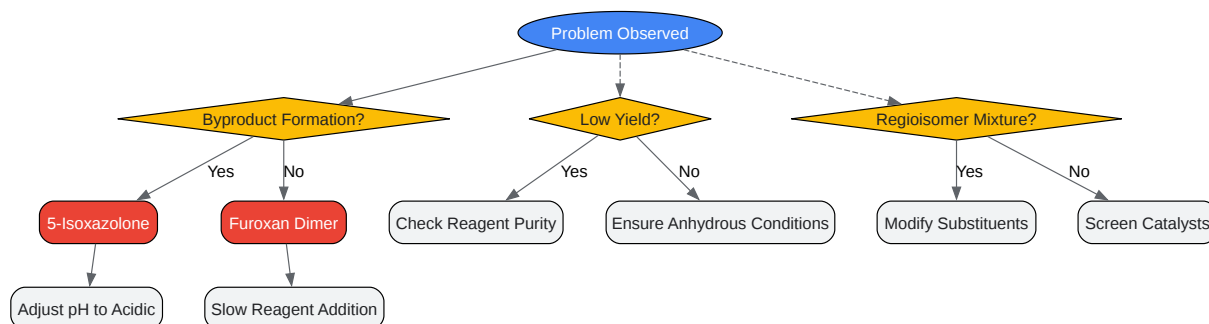 Problem Observed
Byproduct Formation?
Low Yield?
Regioisomer Mixture?
Yes
No
Yes
No
Yes
No
5-Isoxazolone
Furoxan Dimer
Check Reagent Purity
Ensure Anhydrous Conditions
Modify Substituents
Screen Catalysts
Adjust pH to Acidic
Slow Reagent Addition